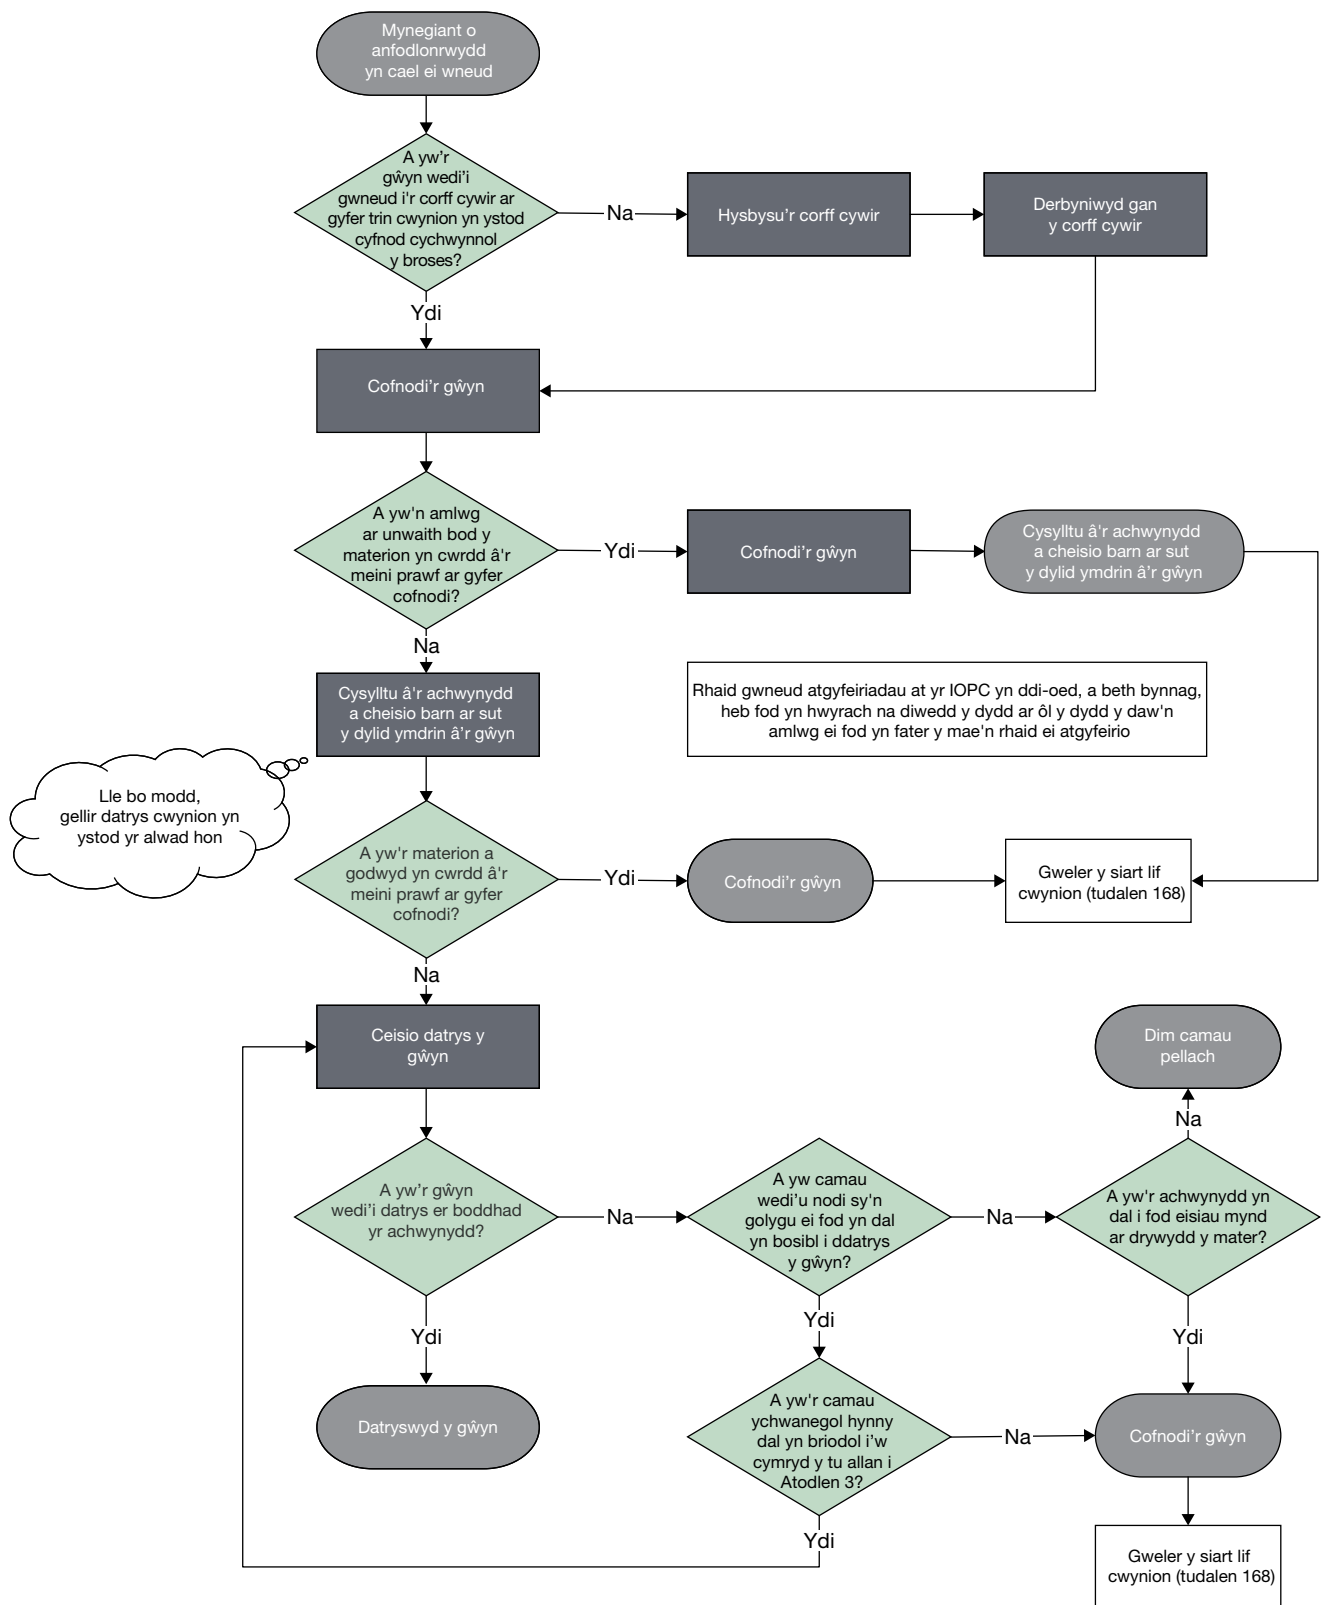 Mynegiant o
anfodlonrwydd
yn cael ei wneud
A yw'r
gŵyn wedi'i
gwneud i'r corff cywir ar
gyfer trin cwynion yn ystod
cyfnod cychwynnol
y broses?
Na
Hysbysu'r corff cywir
Derbyniwyd gan
y corff cywir
Ydi
Cofnodi'r gŵyn
A yw'n amlwg
ar unwaith bod y
materion yn cwrdd â'r
meini prawf ar gyfer
cofnodi?
Ydi
Cofnodi'r gŵyn
Cysylltu â'r achwynydd
a cheisio barn ar sut
y dylid ymdrin â'r gŵyn
Na
Cysylltu â'r achwynydd
a cheisio barn ar sut
y dylid ymdrin â'r gŵyn
Rhaid gwneud atgyfeiriadau at yr IOPC yn ddi-oed, a beth bynnag,
heb fod yn hwyrach na diwedd y dydd ar ôl y dydd y daw'n
amlwg ei fod yn fater y mae'n rhaid ei atgyfeirio
Lle bo modd,
gellir datrys cwynion yn
ystod yr alwad hon
A yw'r materion a
godwyd yn cwrdd â'r
meini prawf ar gyfer
cofnodi?
Ydi
Cofnodi'r gŵyn
Gweler y siart lif
cwynion (tudalen 168)
Na
Ceisio datrys y
gŵyn
Dim camau
pellach
Na
A yw'r gŵyn
wedi'i datrys er boddhad
yr achwynydd?
Na
A yw camau
wedi'u nodi sy'n
golygu ei fod yn dal
yn bosibl i ddatrys
y gŵyn?
Na
A yw'r achwynydd yn
dal i fod eisiau mynd
ar drywydd y mater?
Ydi
Ydi
Ydi
Datryswyd y gŵyn
A yw'r camau
ychwanegol hynny
dal yn briodol i'w
cymryd y tu allan i
Atodlen 3?
Na
Cofnodi'r gŵyn
Ydi
Gweler y siart lif
cwynion (tudalen 168)